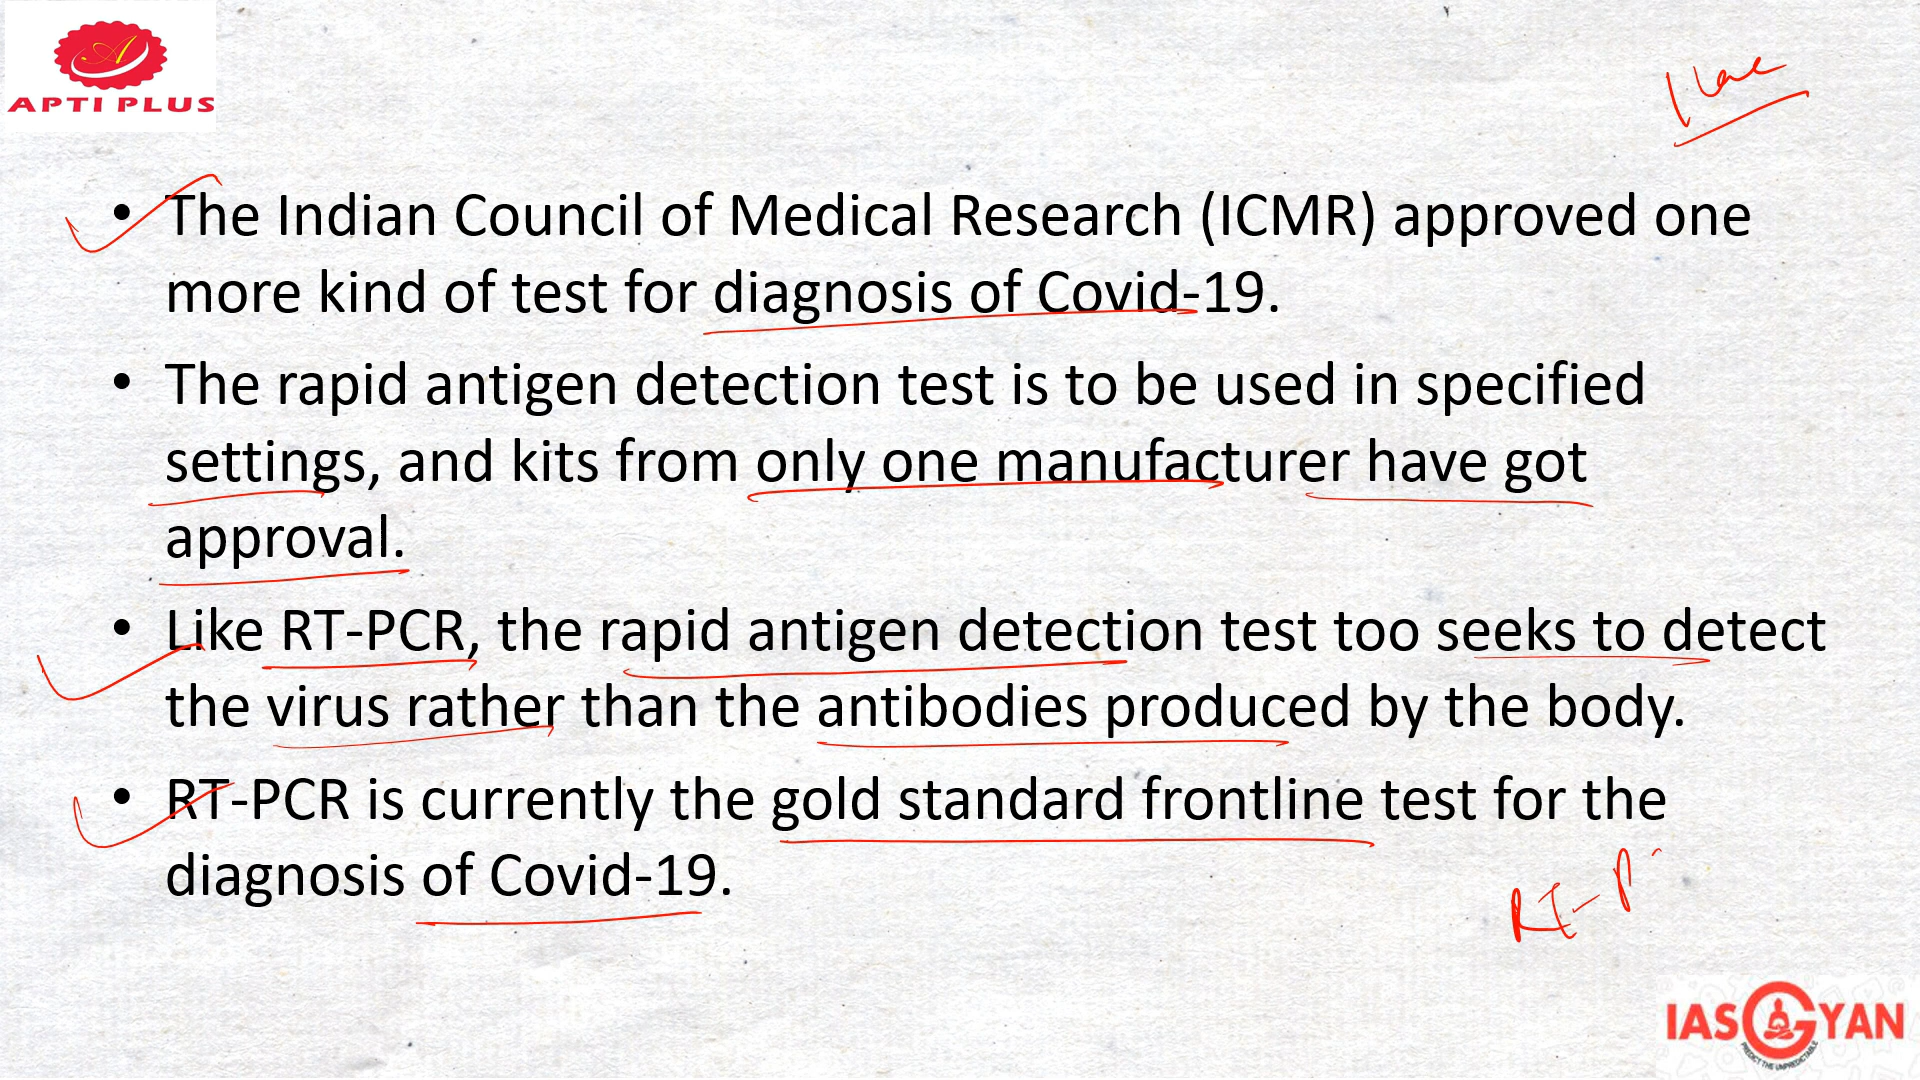 APTI PLUS
• The Indian Council of Medical Research (ICMR) approved one
more kind of test for diagnosis of Covid-19.
• The rapid antigen detection test is to be used in specified
settings, and kits from only one manufacturer have got
approval.
• Like RT-PCR, the rapid antigen detection test too seeks to detect
the virus rather than the antibodies produced by the body.
• RT-PCR is currently the gold standard frontline test for the
diagnosis of Covid-19.
RT-P
IASGYAN
PREDICT THE UNPREDICTABLE